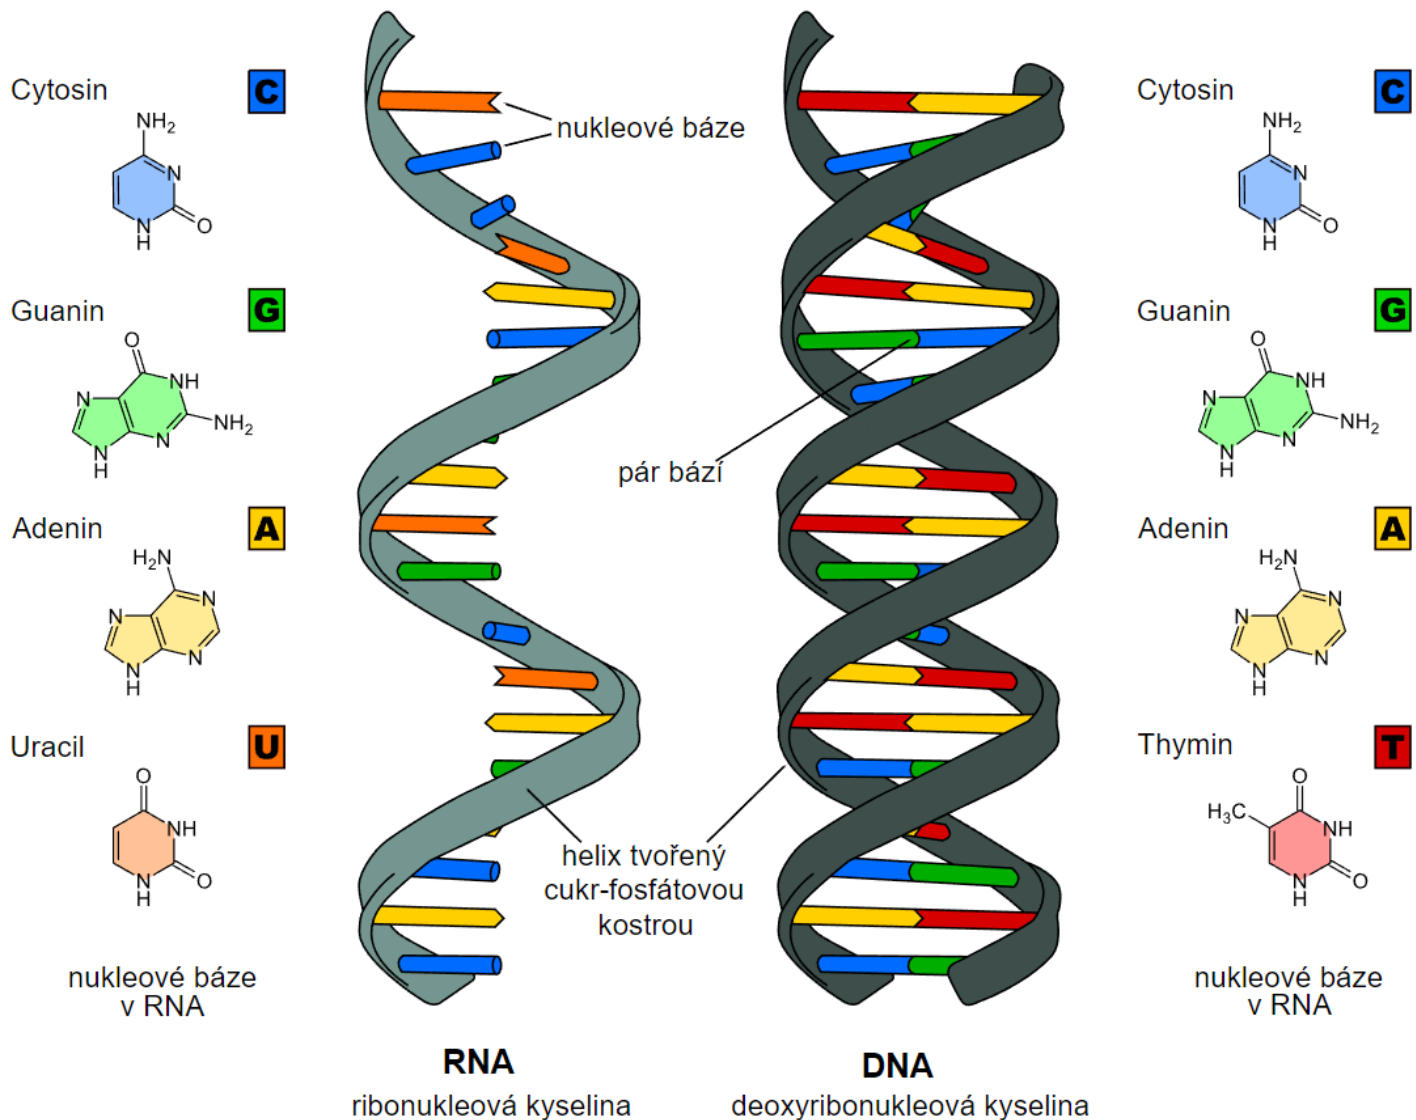 Cytosin
C
NH2
N
N
H
O
Guanin
G
O
NH
N
N
H
N
NH2
Adenin
A
H2N
N
N
N
H
N
Uracil
U
O
NH
N
H
O
nukleové báze
v RNA
nukleové báze
pár bází
helix tvořený
cukr-fosfátovou
kostrou
RNA
ribonukleová kyselina
DNA
deoxyribonukleová kyselina
Cytosin
C
NH2
N
N
H
O
Guanin
G
O
NH
N
N
H
N
NH2
Adenin
A
H2N
N
N
N
H
N
Thymin
T
O
H3C
NH
N
H
O
nukleové báze
v RNA